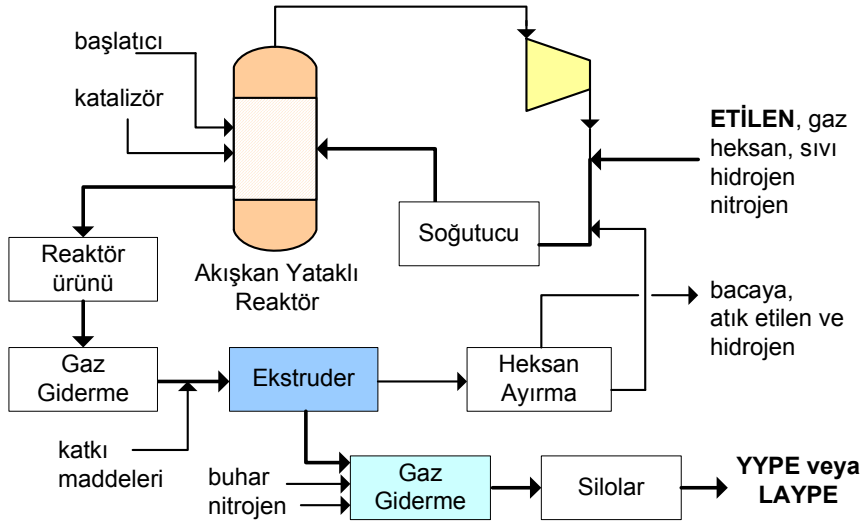 başlatıcı
katalizör
ETİLEN, gaz
heksan, sıvı
hidrojen
nitrojen
Soğutucu
Reaktör
ürünü
Akışkan Yataklı
Reaktör
bacaya,
atık etilen ve
hidrojen
Gaz
Giderme
Ekstruder
Heksan
Ayırma
katkı
maddeleri
buhar
nitrojen
Gaz
Giderme
Silolar
YYPE veya
LAYPE